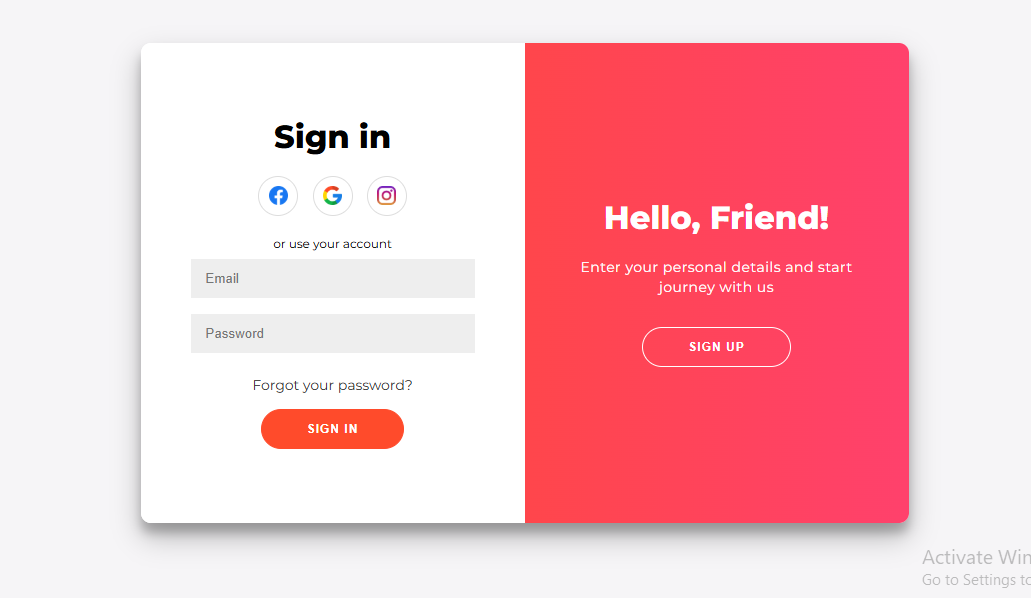 Sign in
or use your account
Email
Password
Forgot your password?
SIGN IN
Hello, Friend!
Enter your personal details and start
journey with us
SIGN UP
Activate Win
Go to Settings to